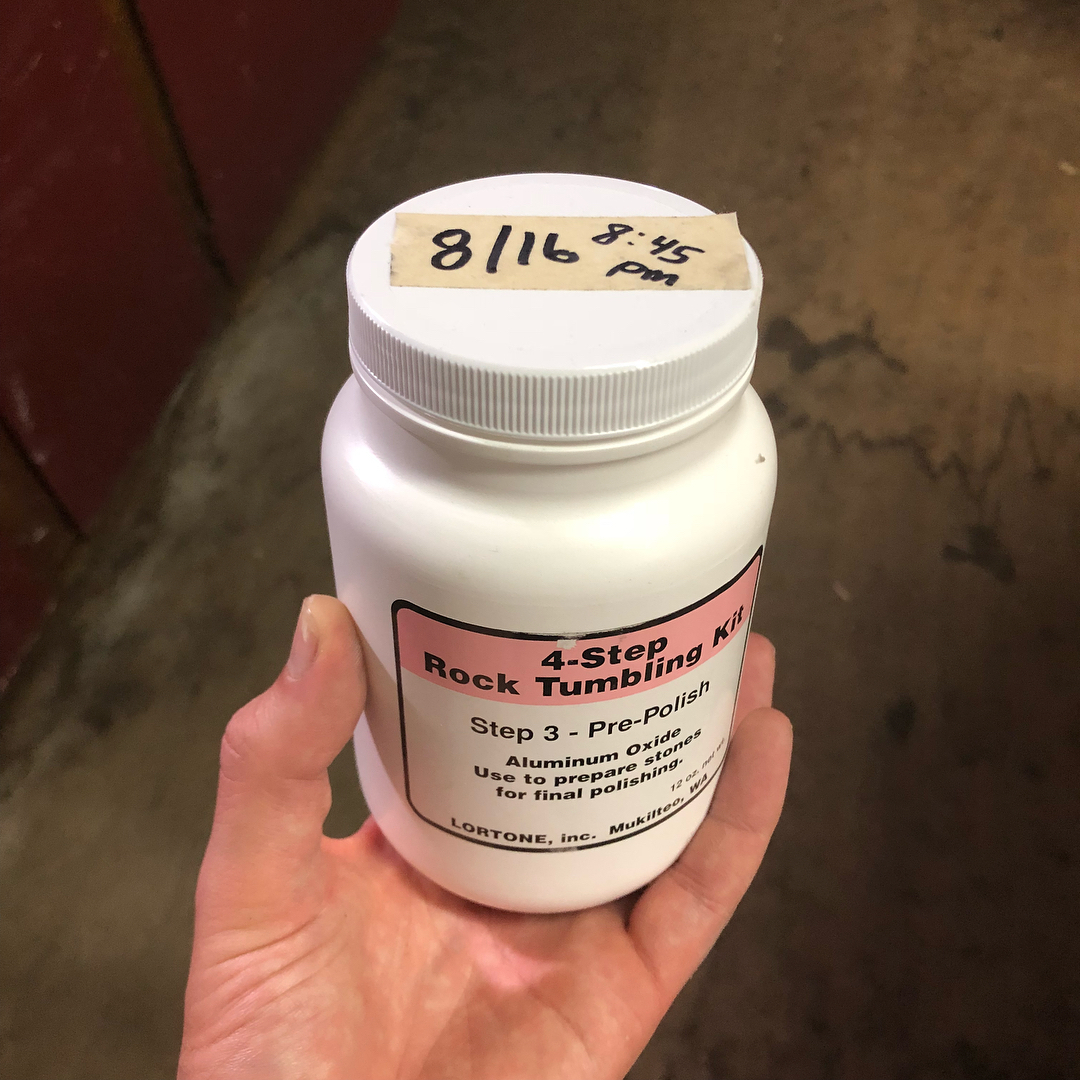 8/16 8:45
pm
4-Step
Rock Tumbling Kit
Step 3 - Pre-Polish
Aluminum Oxide
Use to prepare stones
for final polishing.
12 oz. net wt.
LORTONE, inc. Mukilteo, WA